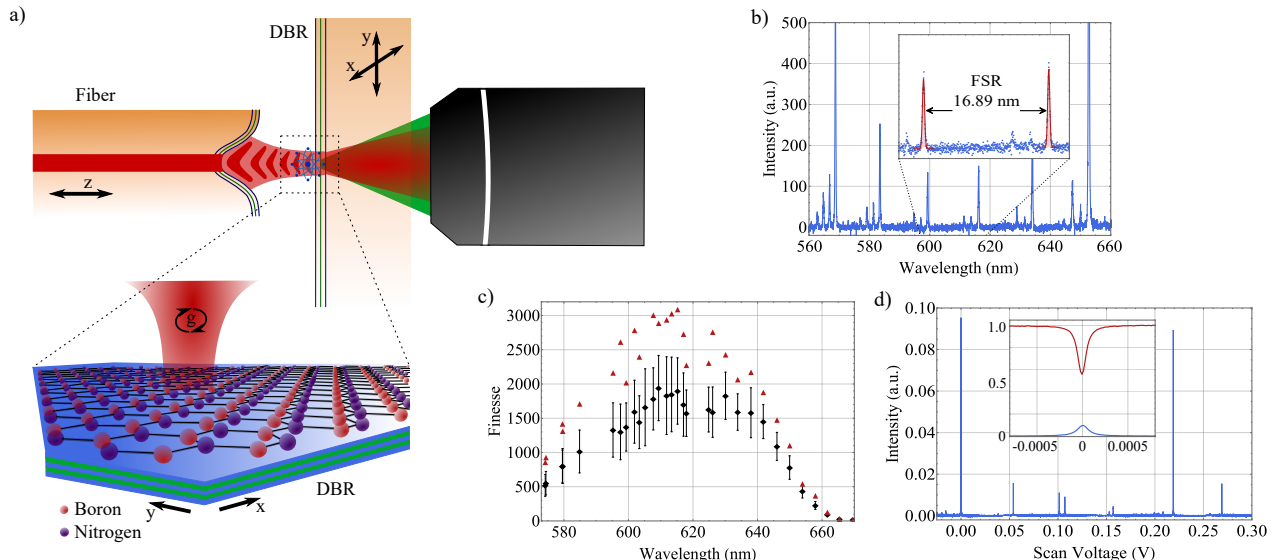 a)
DBR
y
x
Fiber
z
g
DBR
y
x
Boron
Nitrogen
b)
Intensity (a.u.)
500
400
300
200
100
0
FSR
16.89 nm
560
580
600
620
640
660
Wavelength (nm)
c)
Finesse
3000
2500
2000
1500
1000
500
0
580
600
620
640
660
Wavelength (nm)
d)
Intensity (a.u.)
0.10
0.08
0.06
0.04
0.02
0.00
1.0
0.5
0
-0.0005
0
0.0005
0.00
0.05
0.10
0.15
0.20
0.25
0.30
Scan Voltage (V)